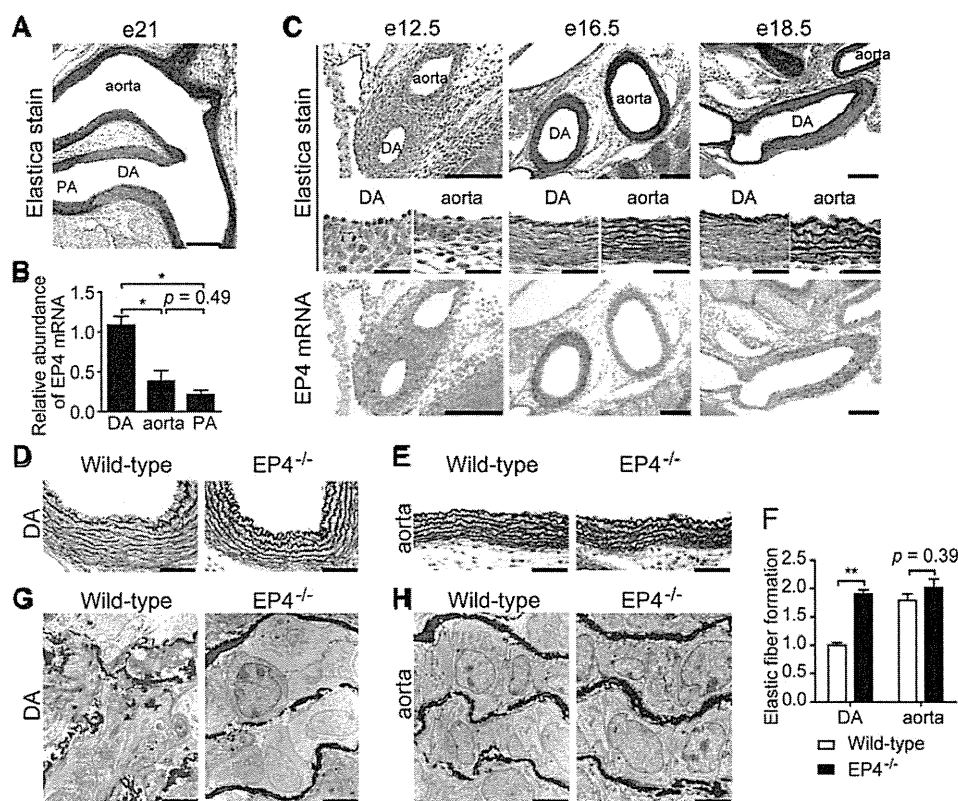 A
e21
aorta
DA
PA
B
Relative abundance
of EP4 mRNA
1.5
1.0
0.5
0.0
*
*
p = 0.49
DA aorta PA
C
e12.5 e16.5 e18.5
Elastica stain
aorta
DA
aorta
DA
aorta
DA
DA aorta DA aorta DA aorta
EP4 mRNA
D
Wild-type EP4-/-
DA
E
Wild-type EP4-/-
aorta
F
Elastic fiber formation
2.5
2.0
1.5
1.0
0.5
0.0
**
p = 0.39
DA aorta
Wild-type
EP4-/-
G
Wild-type EP4-/-
DA
H
Wild-type EP4-/-
aorta